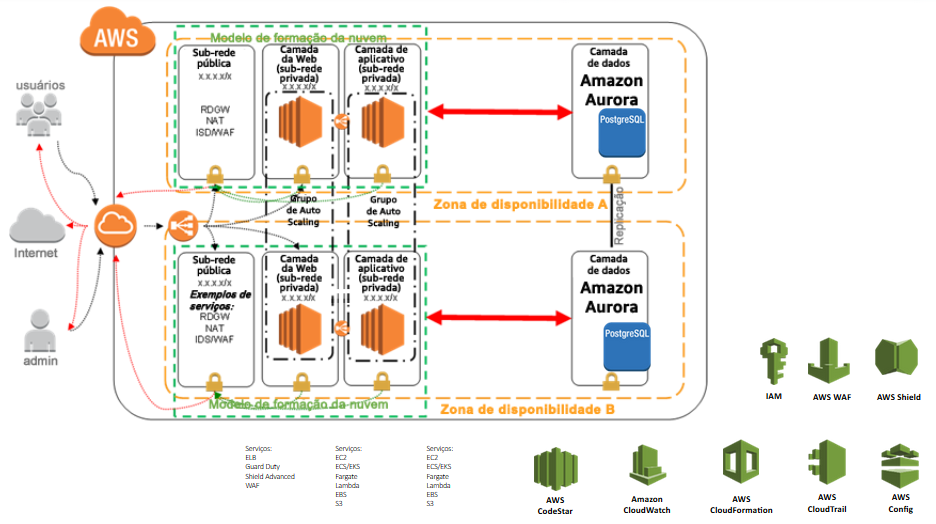 AWS
usuários
Internet
admin
Modelo de formação da nuvem
Sub-rede
pública
x.x.x.x/x
RDGW
NAT
ISD/WAF
Camada
da Web
(sub-rede
privada)
x.x.x.x/x
Camada de
aplicativo
(sub-rede
privada)
x.x.x.x/x
Camada
de dados
Amazon
Aurora
PostgreSQL
Zona de disponibilidade A
Grupo
de Auto
Scaling
Grupo
de Auto
Scaling
Replicação
Sub-rede
pública
x.x.x.x/x
Exemplos de
serviços:
RDGW
NAT
IDS/WAF
Camada
da Web
(sub-rede
privada)
x.x.x.x/x
Camada de
aplicativo
(sub-rede
privada)
x.x.x.x/x
Camada
de dados
Amazon
Aurora
PostgreSQL
Modelo de formação da nuvem
Zona de disponibilidade B
IAM
AWS WAF
AWS Shield
Serviços:
ELB
Guard Duty
Shield Advanced
WAF
Serviços:
EC2
ECS/EKS
Fargate
Lambda
EBS
S3
Serviços:
EC2
ECS/EKS
Fargate
Lambda
EBS
S3
AWS
CodeStar
Amazon
CloudWatch
AWS
CloudFormation
AWS
CloudTrail
AWS
Config